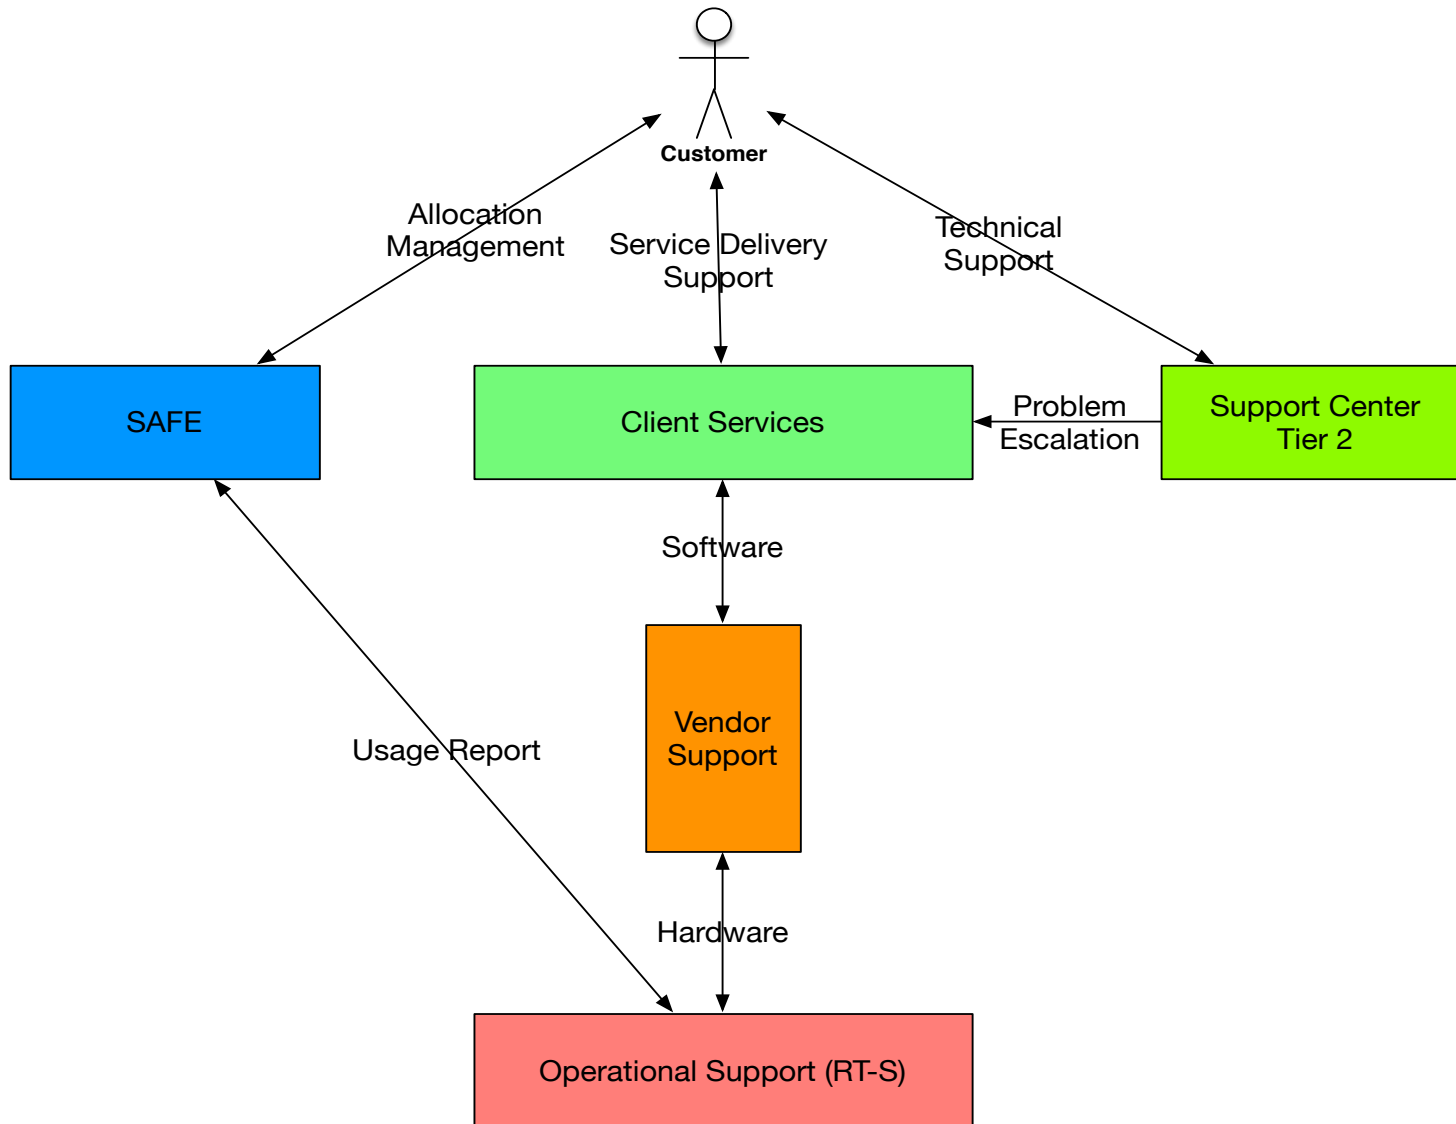 Customer
Allocation
Management
Service Delivery
Support
Technical
Support
SAFE
Client Services
Problem
Escalation
Support Center
Tier 2
Software
Vendor
Support
Usage Report
Hardware
Operational Support (RT-S)